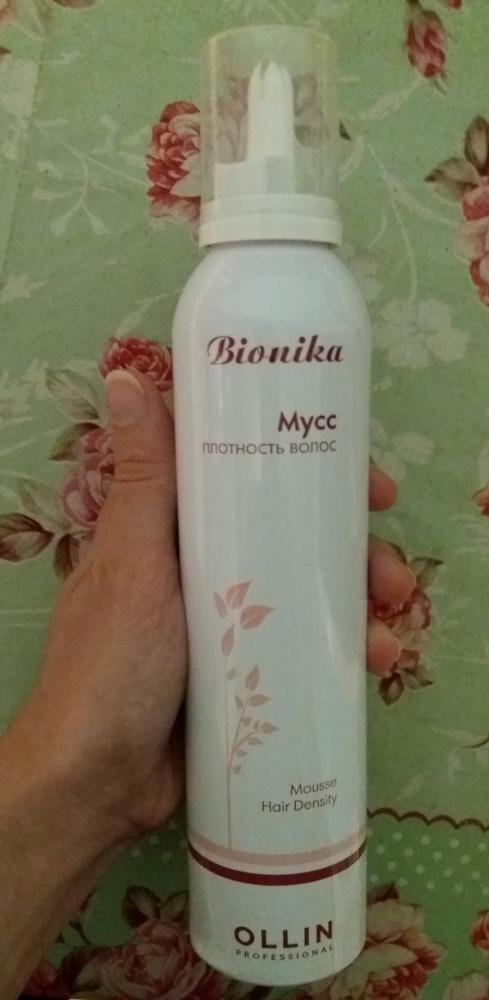 Bionika
Мусс
ПЛОТНОСТЬ ВОЛОС
Mousse
Hair Density
OLLIN
PROFESSIONAL